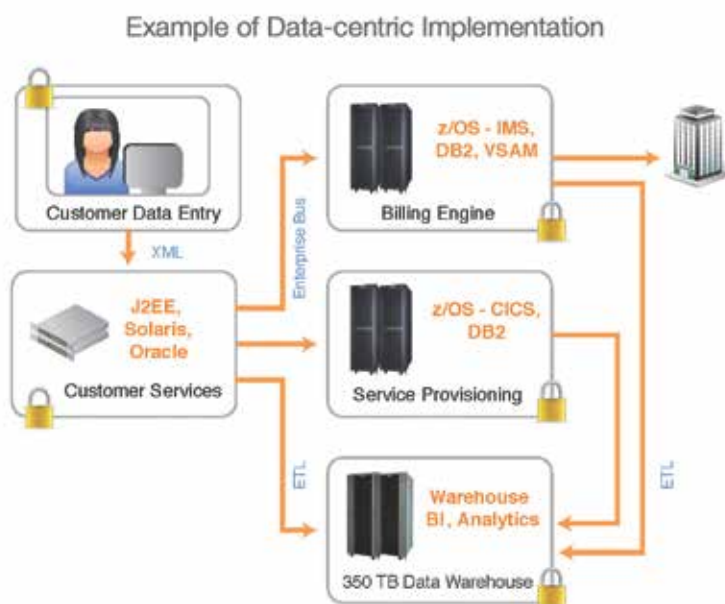 Example of Data-centric Implementation
Customer Data Entry
XML
J2EE,
Solaris,
Oracle
Customer Services
Enterprise Bus
ETL
z/OS - IMS,
DB2, VSAM
Billing Engine
z/OS - CICS,
DB2
Service Provisioning
ETL
Warehouse
BI, Analytics
350 TB Data Warehouse